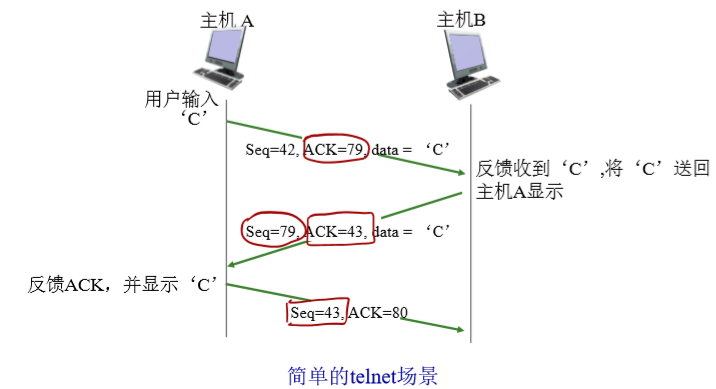 主机 A
主机B
用户输入
‘C’
Seq=42, ACK=79, data = ‘C’
反馈收到‘C’,将‘C’送回
主机A显示
Seq=79, ACK=43, data = ‘C’
反馈ACK，并显示‘C’
Seq=43, ACK=80
简单的telnet场景